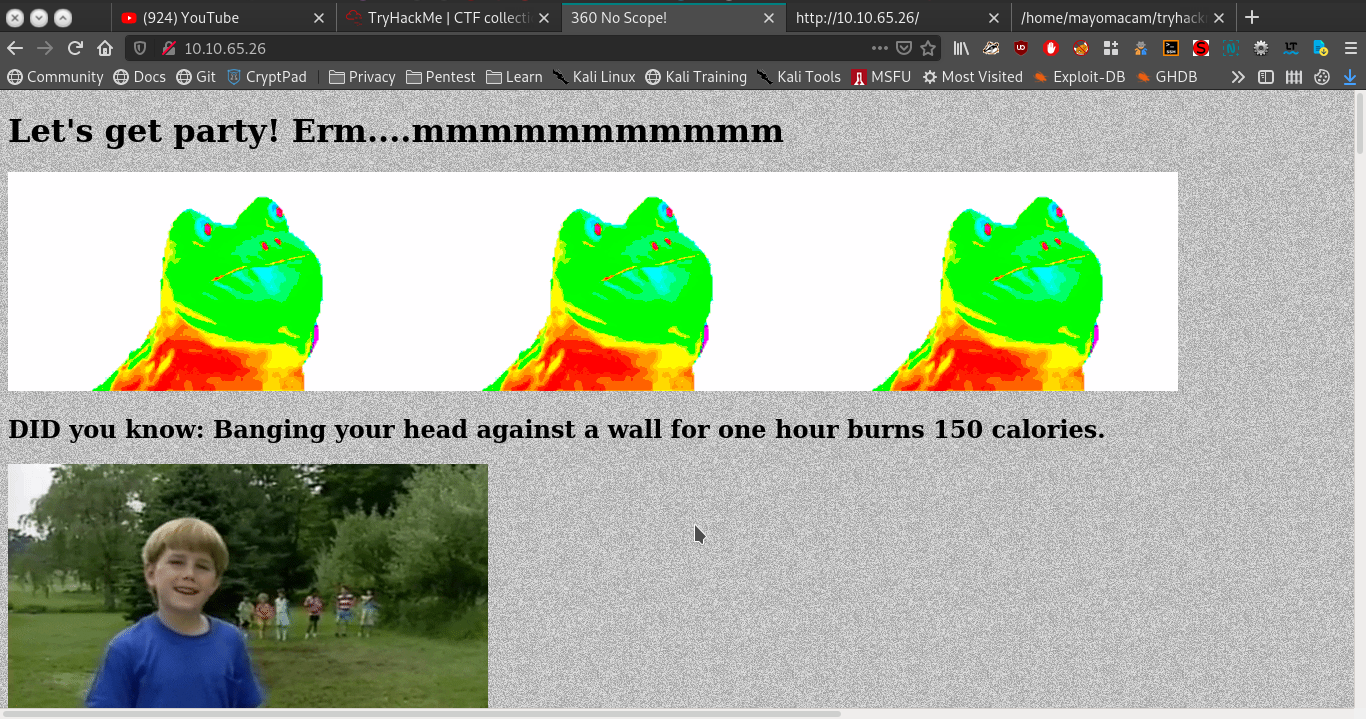 (924) YouTube
TryHackMe | CTF collecti
360 No Scope!
http://10.10.65.26/
/home/mayomacam/tryhack
10.10.65.26
Community Docs Git CryptPad Privacy Pentest Learn Kali Linux Kali Training Kali Tools MSFU Most Visited Exploit-DB GHDB
Let's get party! Erm....mmmmmmmmmmm
DID you know: Banging your head against a wall for one hour burns 150 calories.